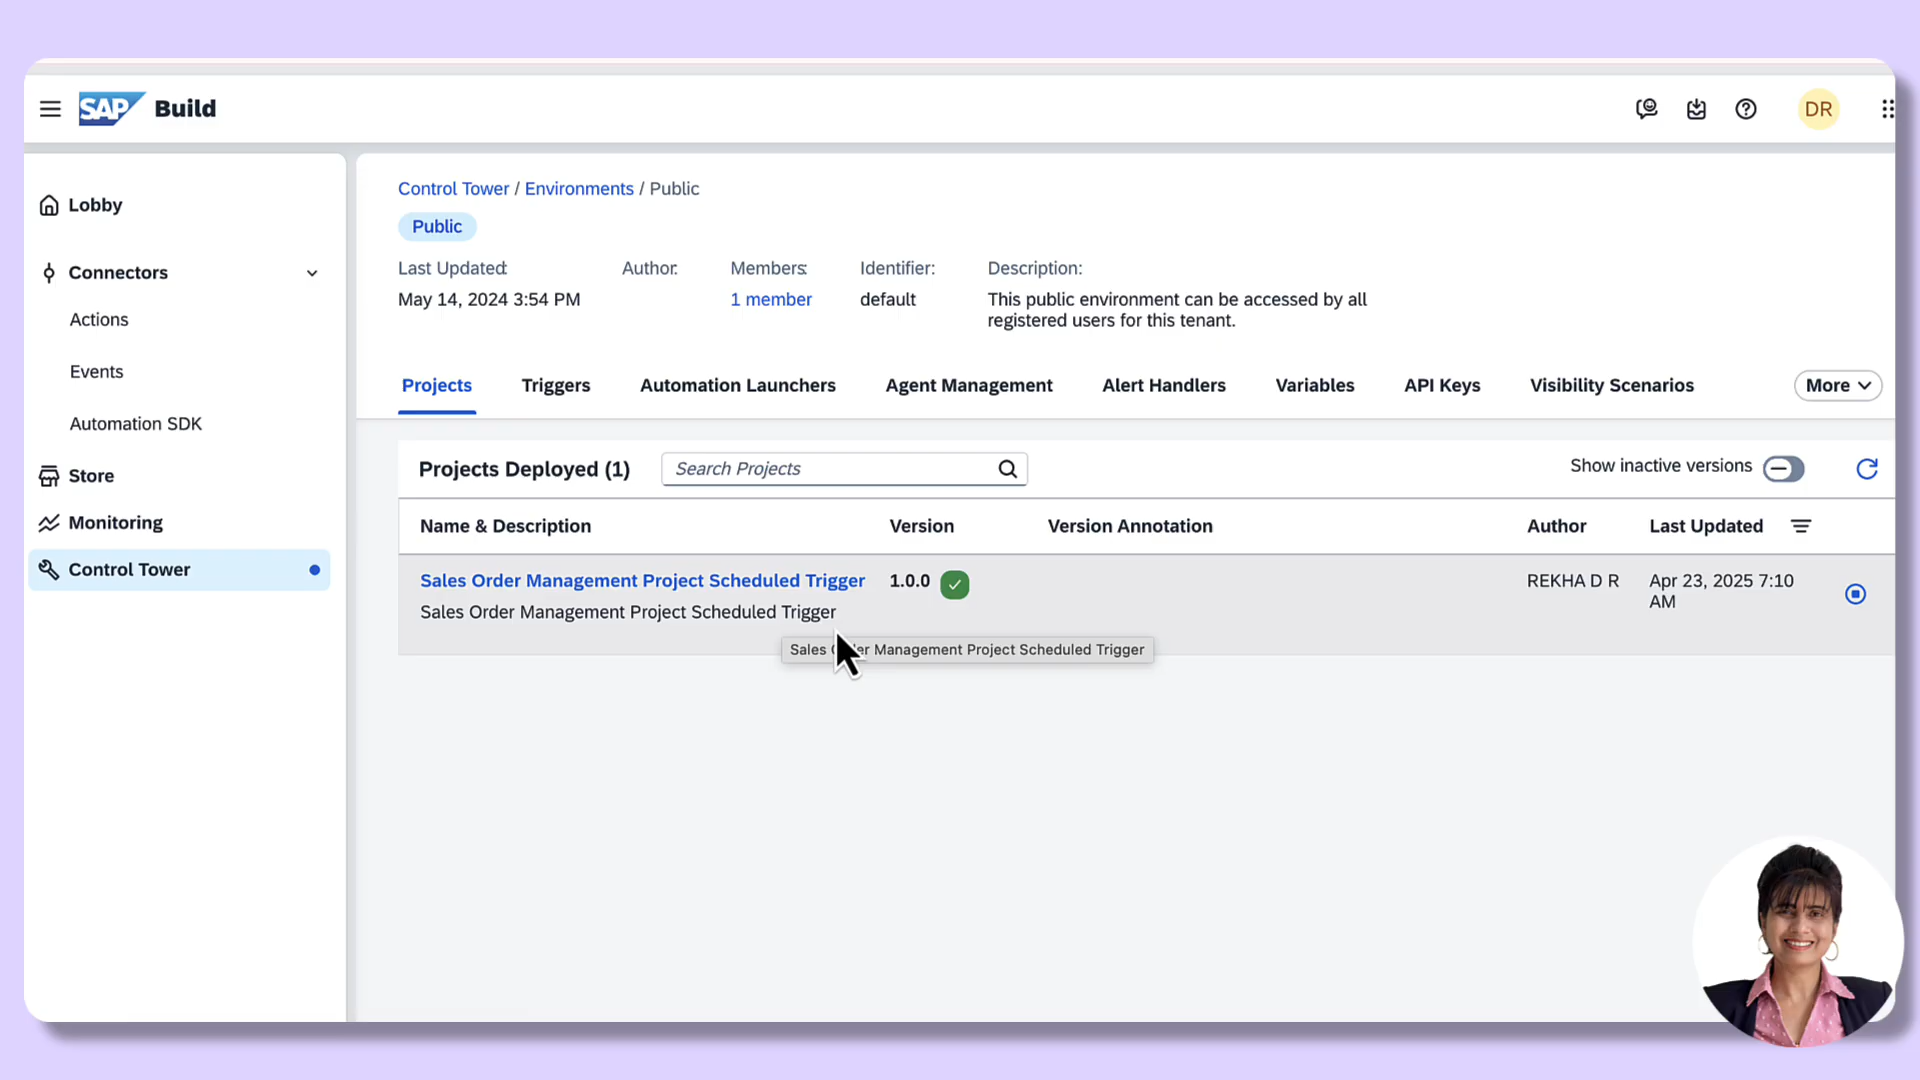 SAP Build
DR
Lobby
Connectors
Actions
Events
Automation SDK
Store
Monitoring
Control Tower
Control Tower / Environments / Public
Public
Last Updated: Author: Members: Identifier: Description:
May 14, 2024 3:54 PM 1 member default This public environment can be accessed by all
registered users for this tenant.
Projects Triggers Automation Launchers Agent Management Alert Handlers Variables API Keys Visibility Scenarios More
Projects Deployed (1) Search Projects Show inactive versions
Name & Description Version Version Annotation Author Last Updated
Sales Order Management Project Scheduled Trigger 1.0.0 REKHA D R Apr 23, 2025 7:10
AM
Sales Order Management Project Scheduled Trigger
Sales Order Management Project Scheduled Trigger